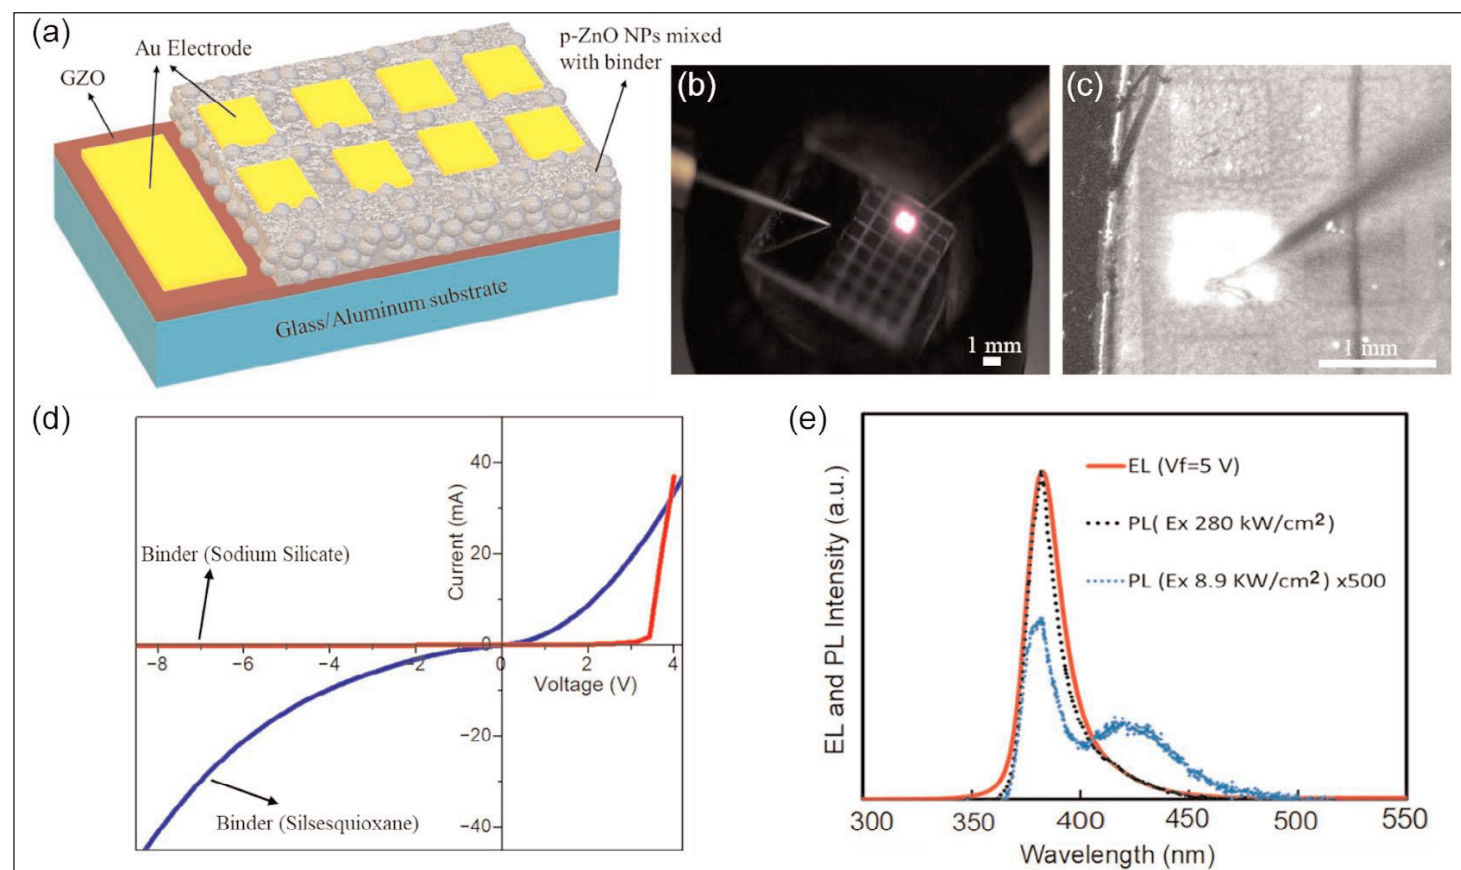 (a)
Au Electrode
GZO
p-ZnO NPs mixed
with binder
Glass/Aluminum substrate
(b)
1 mm
(c)
1 mm
(d)
Current (mA)
40
20
0
−20
−40
-8
-6
-4
-2
0
2
4
Voltage (V)
Binder (Sodium Silicate)
Binder (Silsesquioxane)
(e)
EL and PL Intensity (a.u.)
EL (Vf=5 V)
PL( Ex 280 kW/cm²)
PL (Ex 8.9 KW/cm²) x500
300
350
400
450
500
550
Wavelength (nm)